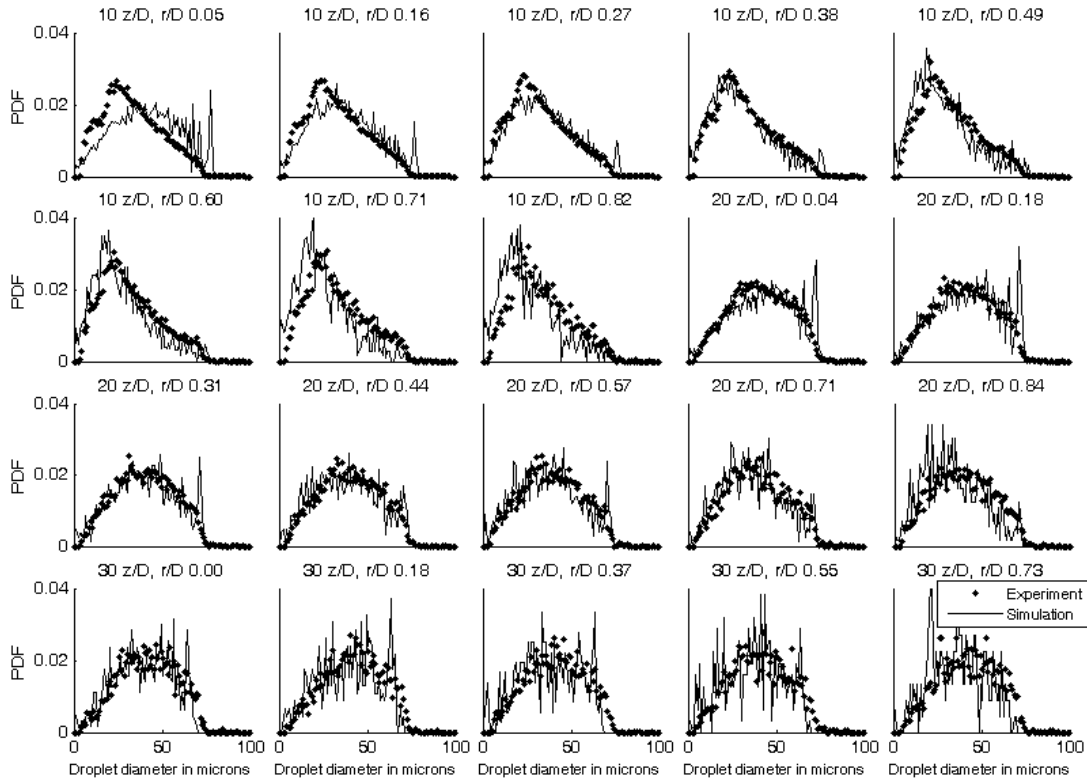 10 z/D, r/D 0.05 10 z/D, r/D 0.16 10 z/D, r/D 0.27 10 z/D, r/D 0.38 10 z/D, r/D 0.49
0.04
PDF
0.02
0
10 z/D, r/D 0.60 10 z/D, r/D 0.71 10 z/D, r/D 0.82 20 z/D, r/D 0.04 20 z/D, r/D 0.18
0.04
PDF
0.02
0
20 z/D, r/D 0.31 20 z/D, r/D 0.44 20 z/D, r/D 0.57 20 z/D, r/D 0.71 20 z/D, r/D 0.84
0.04
PDF
0.02
0
30 z/D, r/D 0.00 30 z/D, r/D 0.18 30 z/D, r/D 0.37 30 z/D, r/D 0.55 30 z/D, r/D 0.73
0.04
Experiment
Simulation
PDF
0.02
0
0 50 100 0 50 100 0 50 100 0 50 100 0 50 100
Droplet diameter in microns Droplet diameter in microns Droplet diameter in microns Droplet diameter in microns Droplet diameter in microns